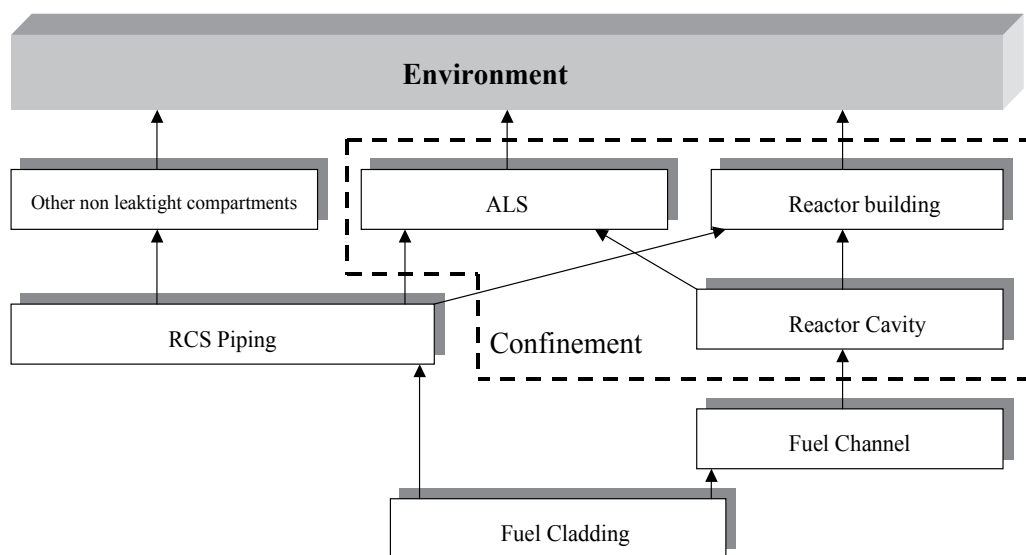 Environment
Other non leaktight compartments
ALS
Reactor building
RCS Piping
Confinement
Reactor Cavity
Fuel Channel
Fuel Cladding